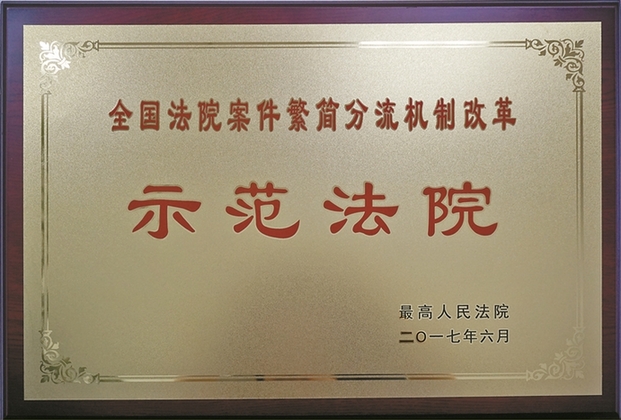 全国法院案件繁简分流机制改革
示范法院
最高人民法院
二〇一七年六月